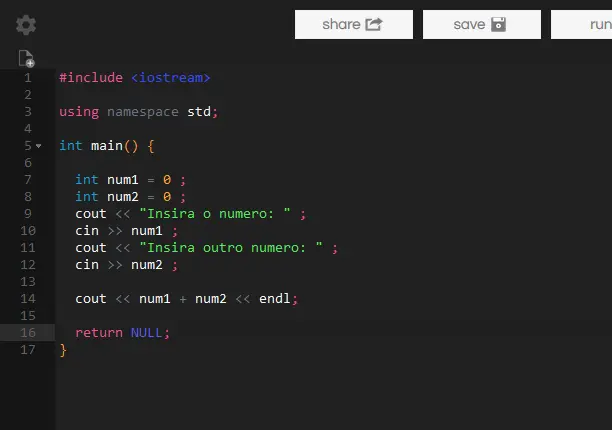 share
save
run
1 #include <iostream>
2
3 using namespace std;
4
5 int main() {
6
7 int num1 = 0 ;
8 int num2 = 0 ;
9 cout << "Insira o numero: " ;
10 cin >> num1 ;
11 cout << "Insira outro numero: " ;
12 cin >> num2 ;
13
14 cout << num1 + num2 << endl;
15
16 return NULL;
17 }